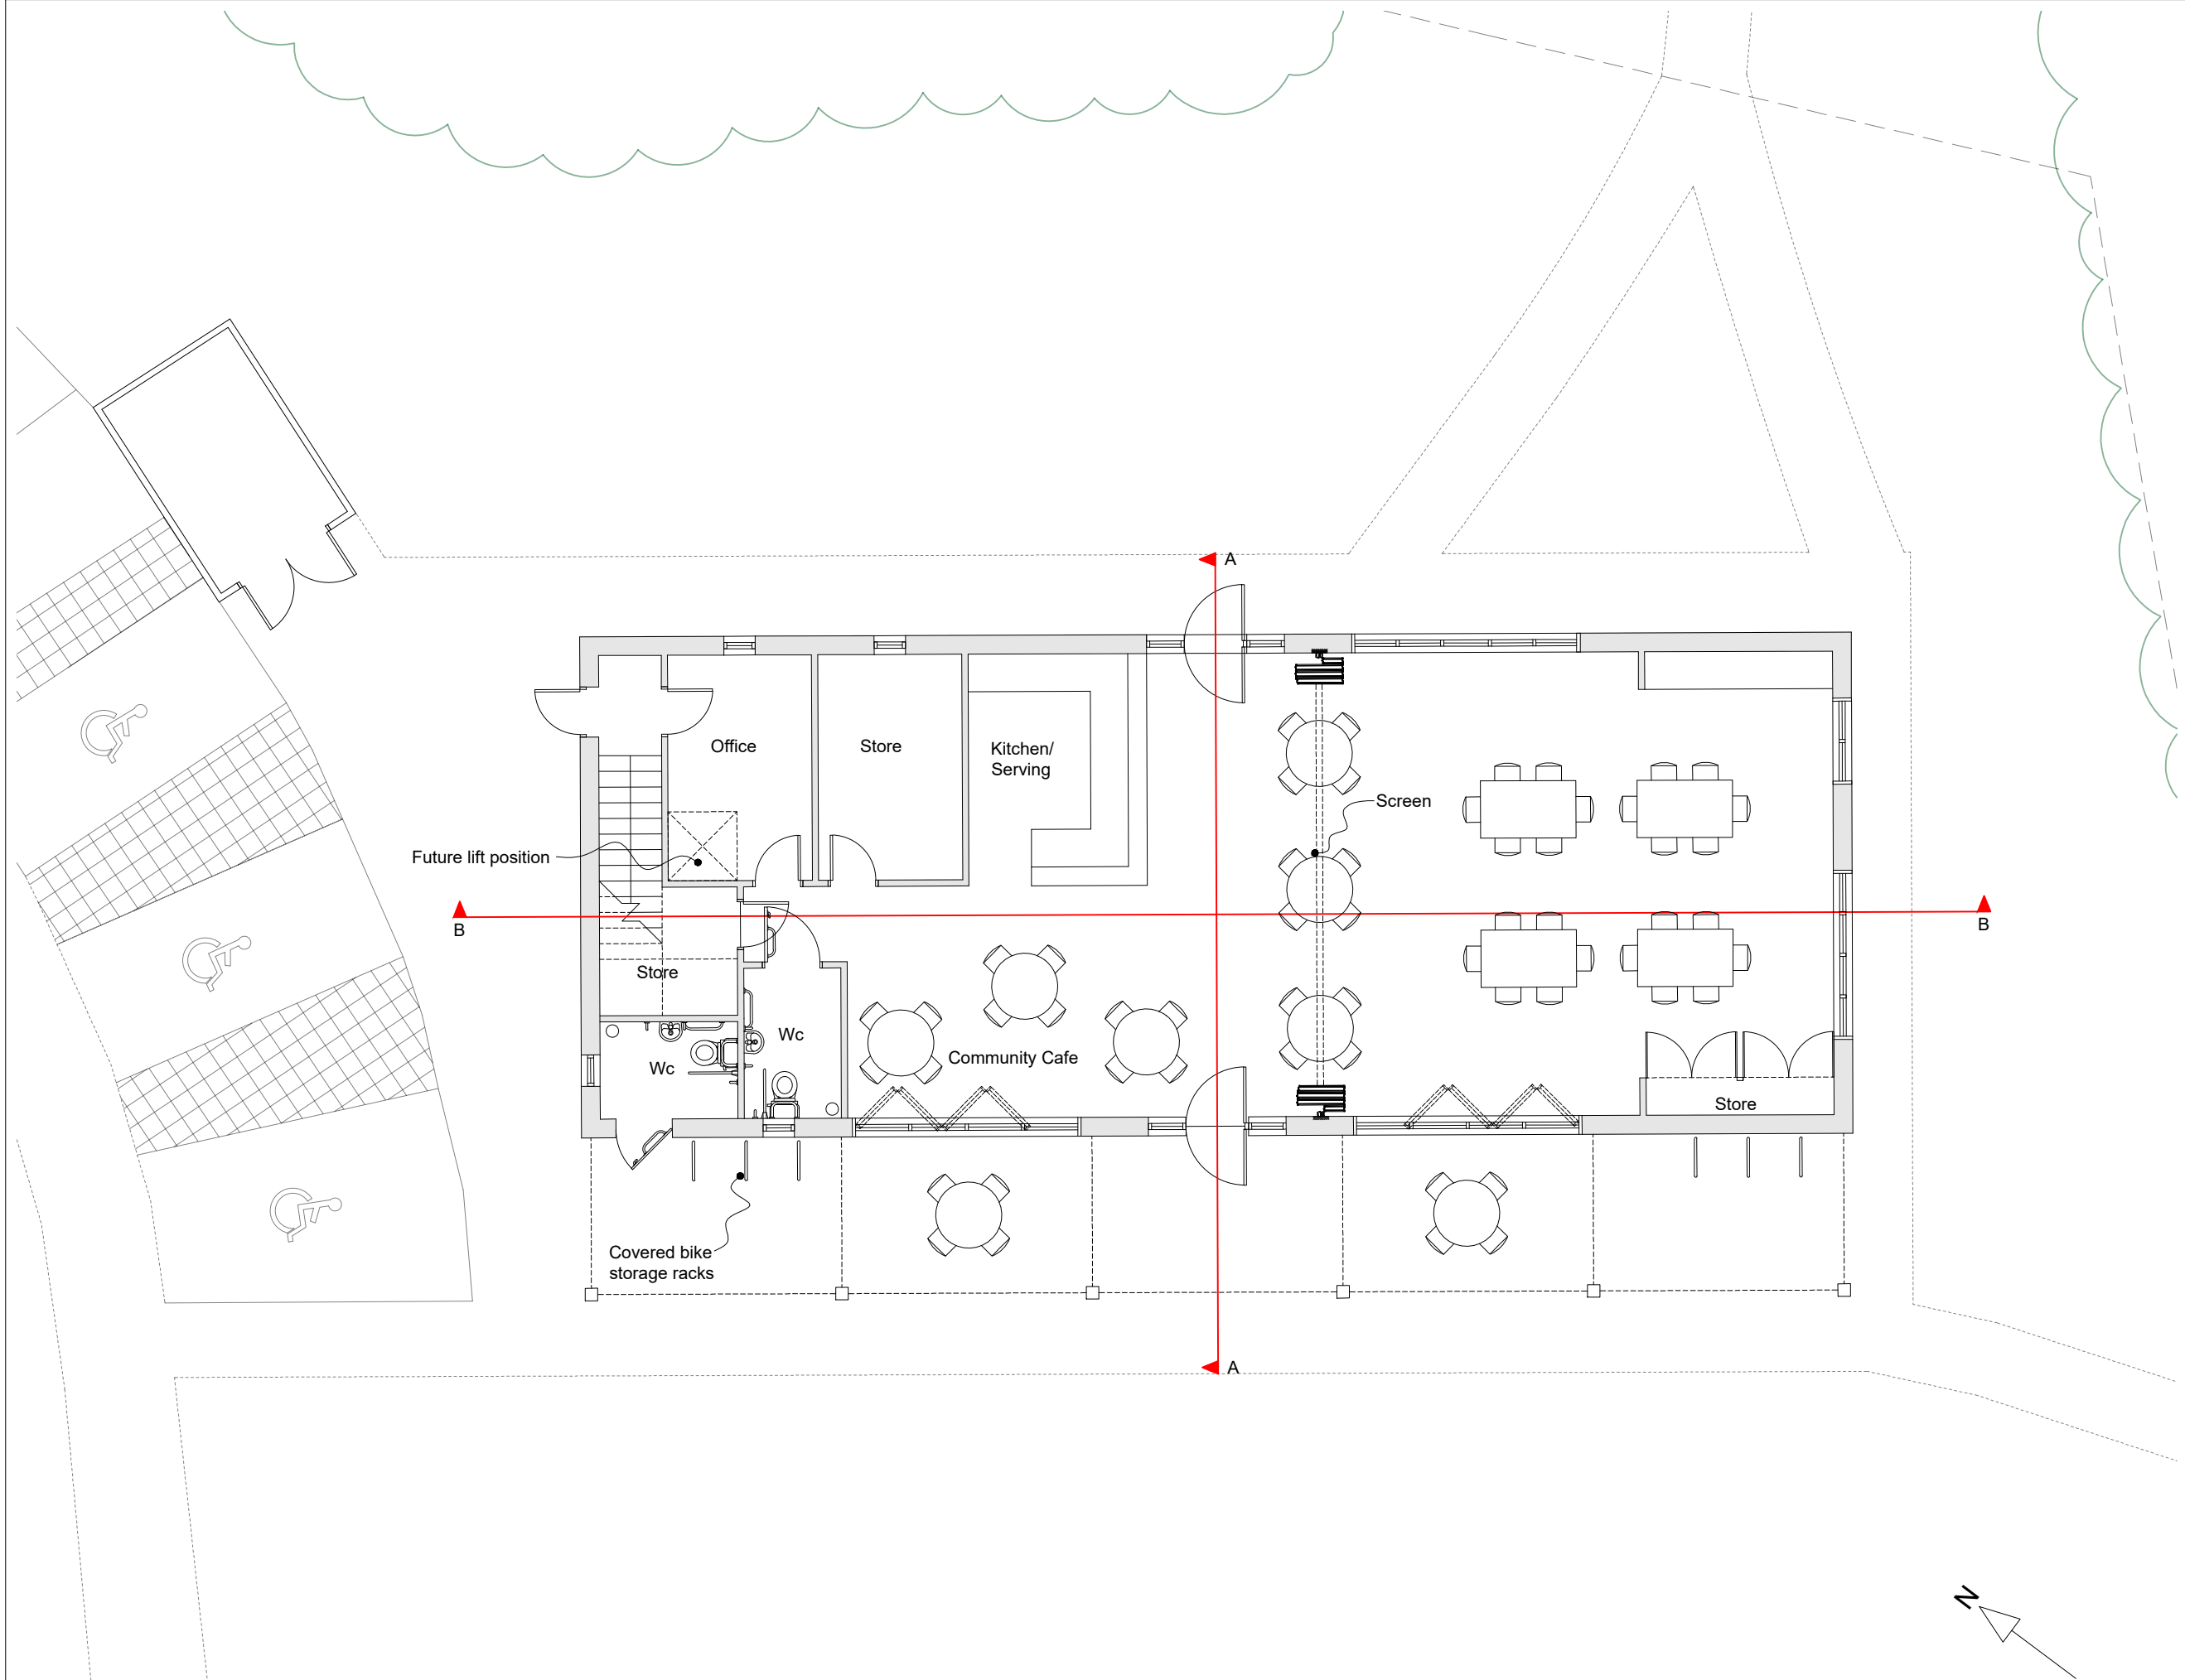 A
Office
Store
Kitchen/
Serving
Screen
Future lift position
B
B
Store
Wc
Wc
Community Cafe
Store
Covered bike
storage racks
A
N